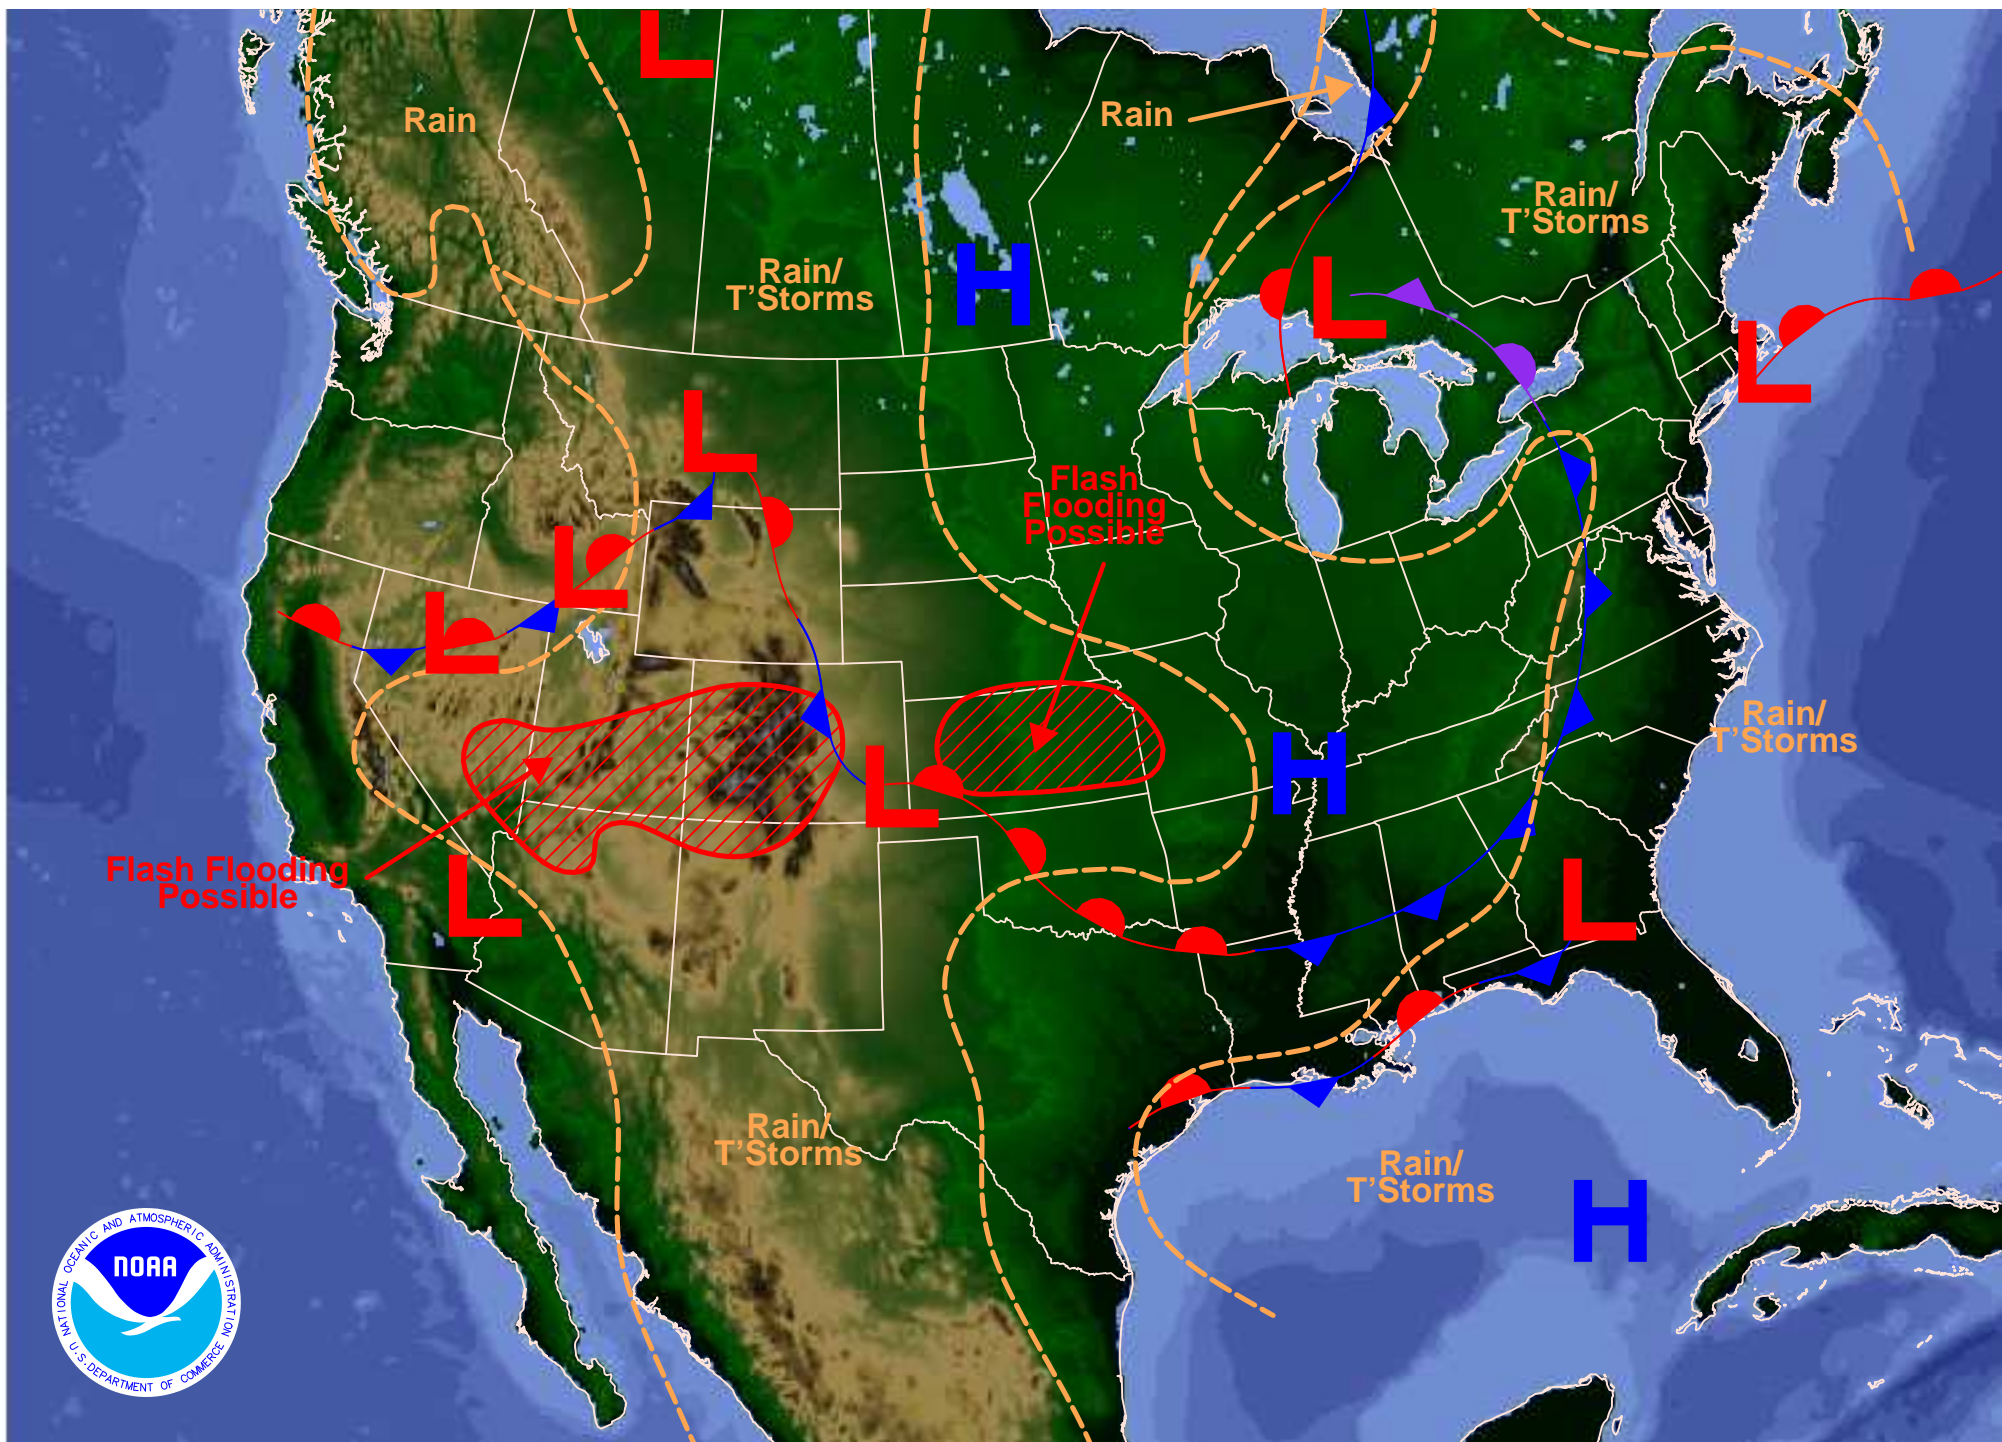 L
Rain
Rain
Rain/
T'Storms
H
Rain/
T'Storms
L
L
L
Flash
Flooding
Possible
L
L
Rain/
T'Storms
H
L
Flash Flooding
Possible
L
L
Rain/
T'Storms
Rain/
T'Storms
H
NATIONAL OCEANIC AND ATMOSPHERIC ADMINISTRATION
NOAA
U.S. DEPARTMENT OF COMMERCE